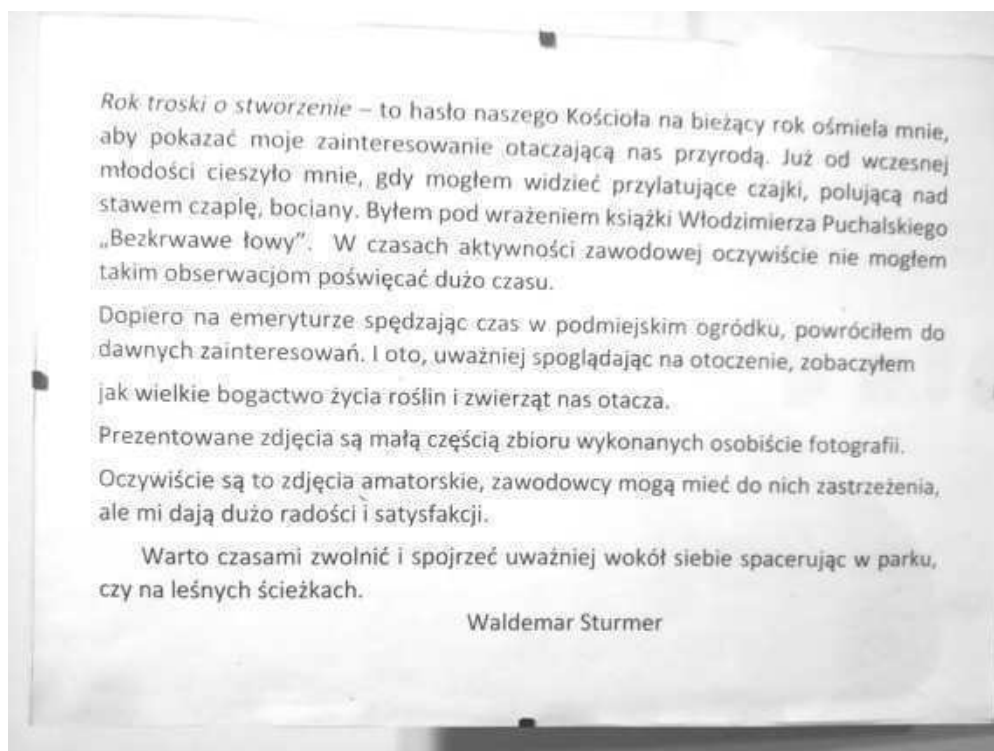 Rok troski o stworzenie – to hasło naszego Kościoła na bieżący rok ośmiela mnie,
aby pokazać moje zainteresowanie otaczającą nas przyrodą. Już od wczesnej
młodości cieszyło mnie, gdy mogłem widzieć przylatujące czajki, polującą nad
stawem czaplę, bociany. Byłem pod wrażeniem książki Włodzimierza Puchalskiego
„Bezkrwawe łowy”. W czasach aktywności zawodowej oczywiście nie mogłem
takim obserwacjom poświęcać dużo czasu.
Dopiero na emeryturze spędzając czas w podmiejskim ogródku, powróciłem do
dawnych zainteresowań. I oto, uważniej spoglądając na otoczenie, zobaczyłem
jak wielkie bogactwo życia roślin i zwierząt nas otacza.
Prezentowane zdjęcia są małą częścią zbioru wykonanych osobiście fotografii.
Oczywiście są to zdjęcia amatorskie, zawodowcy mogą mieć do nich zastrzeżenia,
ale mi dają dużo radości i satysfakcji.
Warto czasami zwolnić i spojrzeć uważniej wokół siebie spacerując w parku,
czy na leśnych ścieżkach.
Waldemar Sturmer